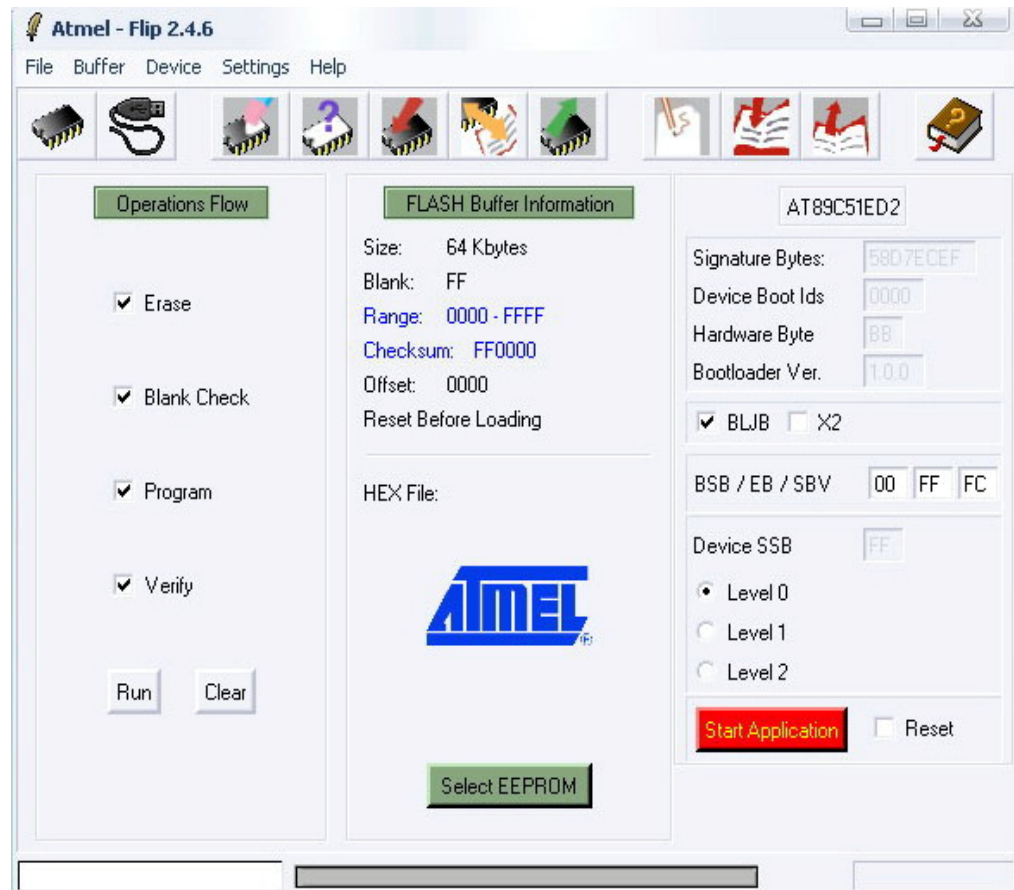 Atmel - Flip 2.4.6
File Buffer Device Settings Help
Operations Flow
Erase
Blank Check
Program
Verify
Run Clear
FLASH Buffer Information
Size: 64 Kbytes
Blank: FF
Range: 0000 - FFFF
Checksum: FF0000
Offset: 0000
Reset Before Loading
HEX File:
ATMEL ®
Select EEPROM
AT89C51ED2
Signature Bytes: 58D7ECEF
Device Boot Ids 0000
Hardware Byte BB
Bootloader Ver. 1.0.0
BLJB X2
BSB / EB / SBV 00 FF FC
Device SSB FF
Level 0
Level 1
Level 2
Start Application Reset